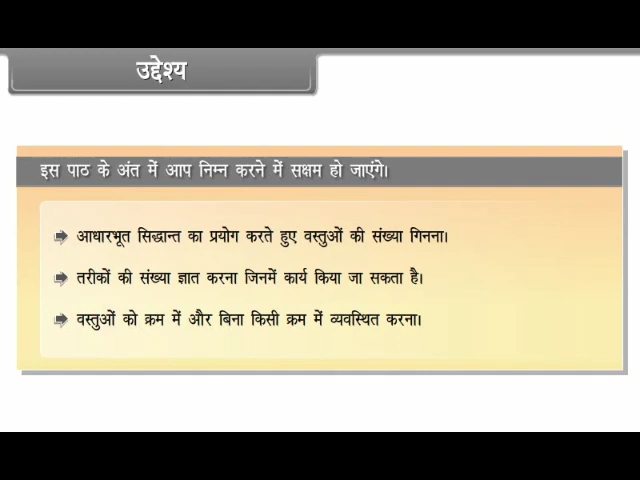 उद्देश्य
इस पाठ के अंत में आप निम्न करने में सक्षम हो जाएंगे।
आधारभूत सिद्धान्त का प्रयोग करते हुए वस्तुओं की संख्या गिनना।
तरीकों की संख्या ज्ञात करना जिनमें कार्य किया जा सकता है।
वस्तुओं को क्रम में और बिना किसी क्रम में व्यवस्थित करना।